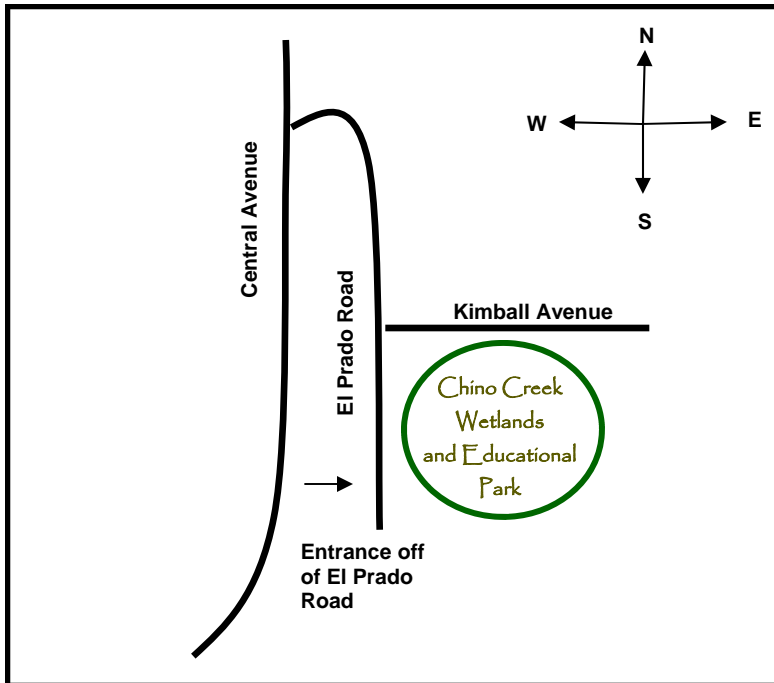 N
W
E
S
Central Avenue
El Prado Road
Kimball Avenue
Chino Creek
Wetlands
and Educational
Park
Entrance off
of El Prado
Road